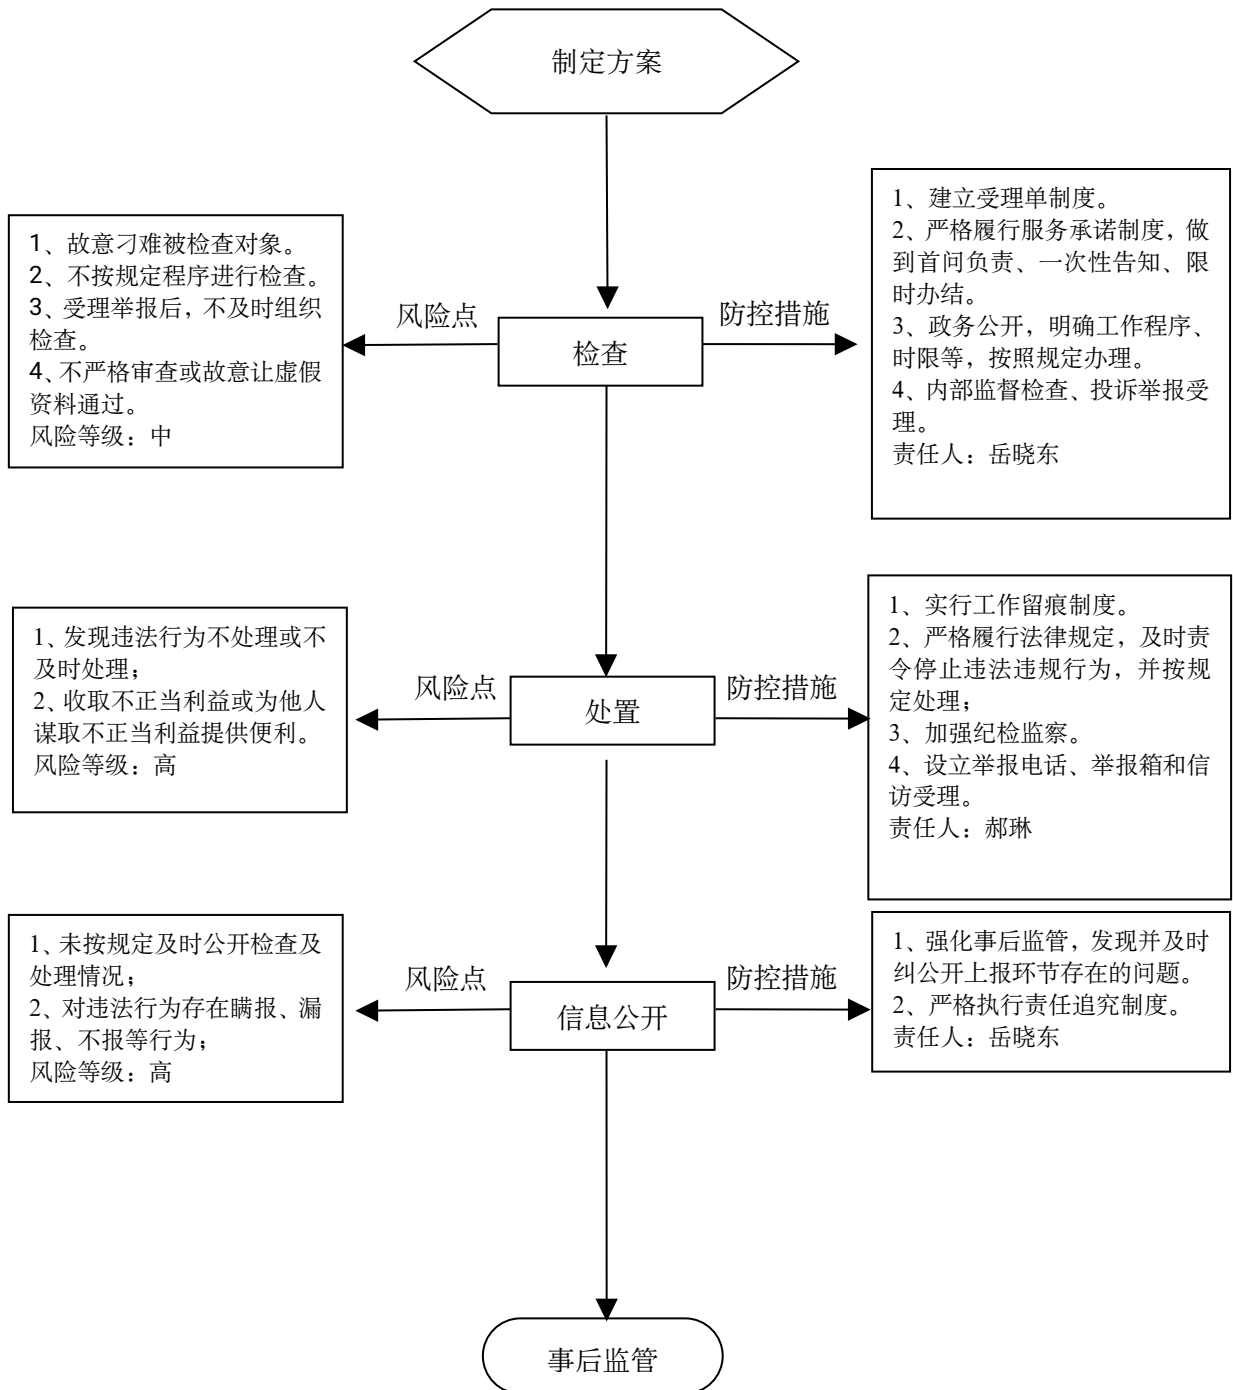 制定方案
1、故意刁难被检查对象。
2、不按规定程序进行检查。
3、受理举报后，不及时组织
检查。
4、不严格审查或故意让虚假
资料通过。
风险等级：中
风险点
检查
防控措施
1、建立受理单制度。
2、严格履行服务承诺制度，做
到首问负责、一次性告知、限
时办结。
3、政务公开，明确工作程序、
时限等，按照规定办理。
4、内部监督检查、投诉举报受
理。
责任人：岳晓东
1、发现违法行为不处理或不
及时处理；
2、收取不正当利益或为他人
谋取不正当利益提供便利。
风险等级：高
风险点
处置
防控措施
1、实行工作留痕制度。
2、严格履行法律规定，及时责
令停止违法违规行为，并按规
定处理；
3、加强纪检监察。
4、设立举报电话、举报箱和信
访受理。
责任人：郝琳
1、未按规定及时公开检查及
处理情况；
2、对违法行为存在瞒报、漏
报、不报等行为；
风险等级：高
风险点
信息公开
防控措施
1、强化事后监管，发现并及时
纠公开上报环节存在的问题。
2、严格执行责任追究制度。
责任人：岳晓东
事后监管